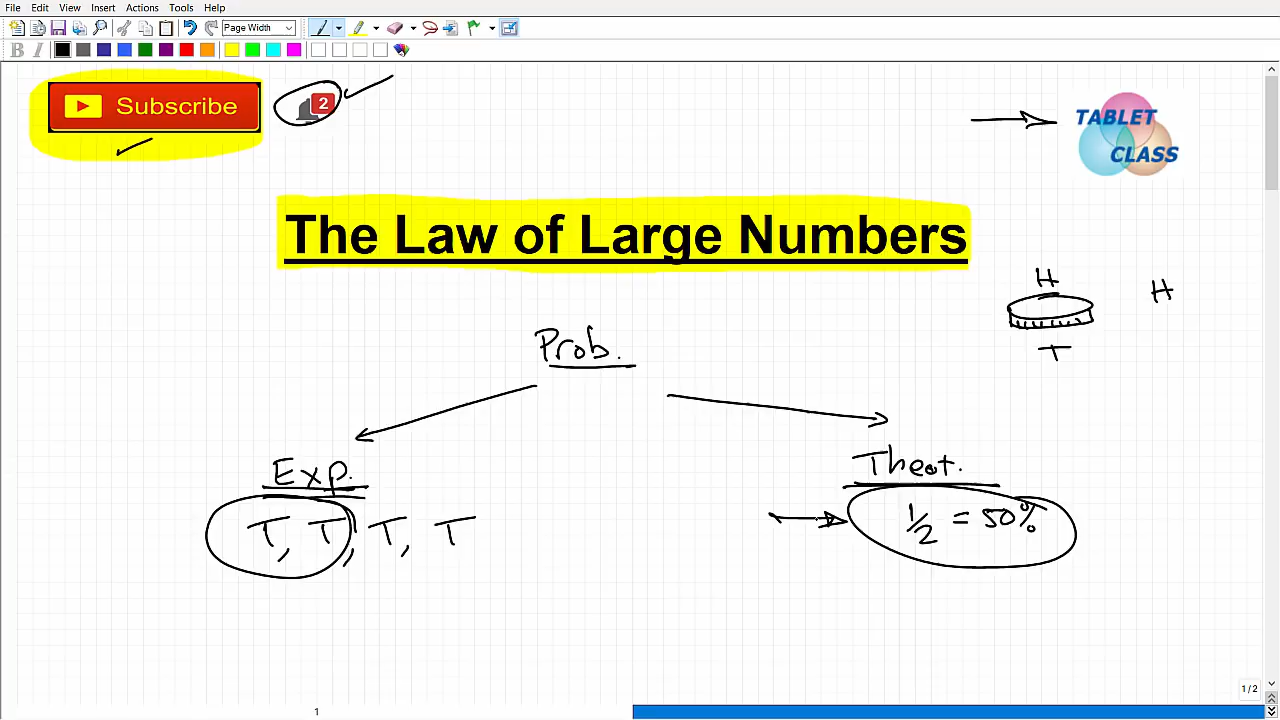 File Edit View Insert Actions Tools Help
Page Width
B I
Subscribe
2
TABLET
CLASS
The Law of Large Numbers
H
H
T
Prob.
Exp.
Theot.
T, T, T, T
1/2 = 50%
1/2
1